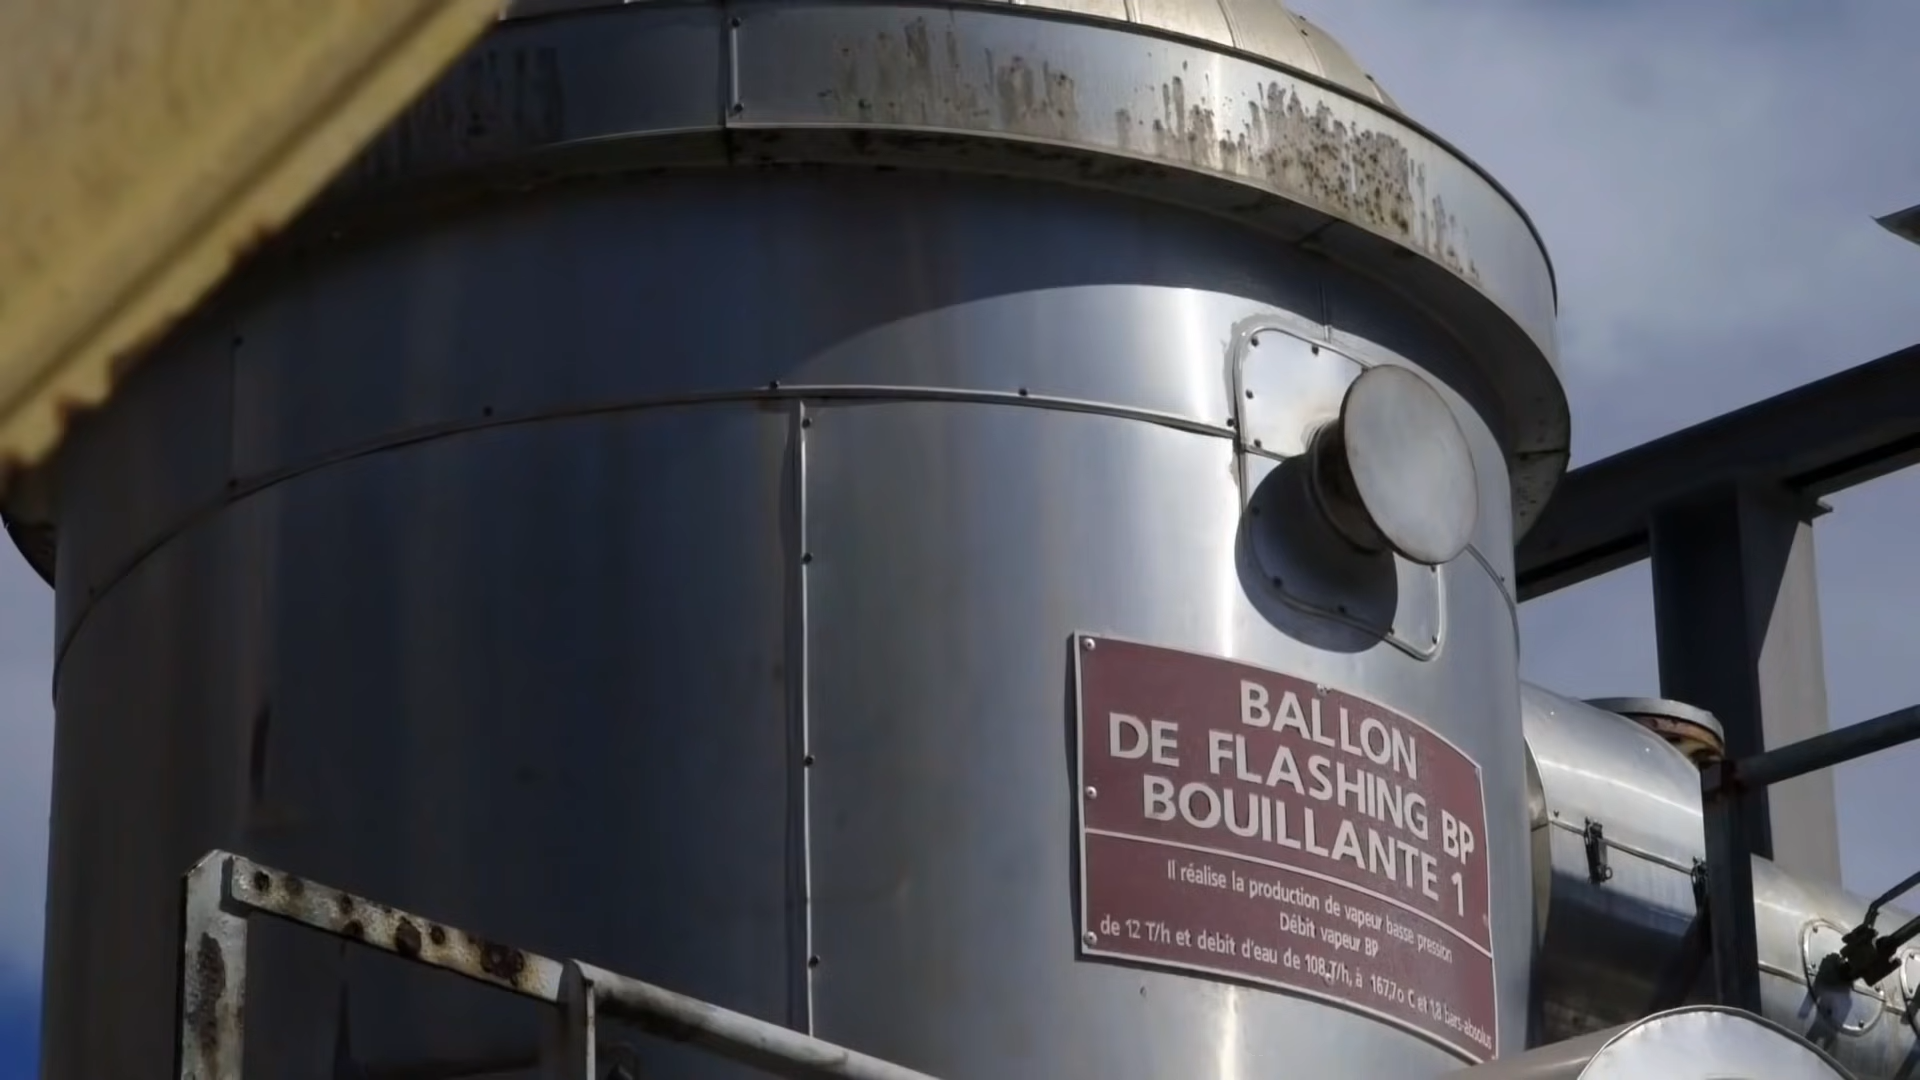 BALLON
DE FLASHING BP
BOUILLANTE 1
Il réalise la production de vapeur basse pression
Débit vapeur BP
de 12 T/h et debit d'eau de 108 T/h, à 167,7o C et 1,8 bars-absolus